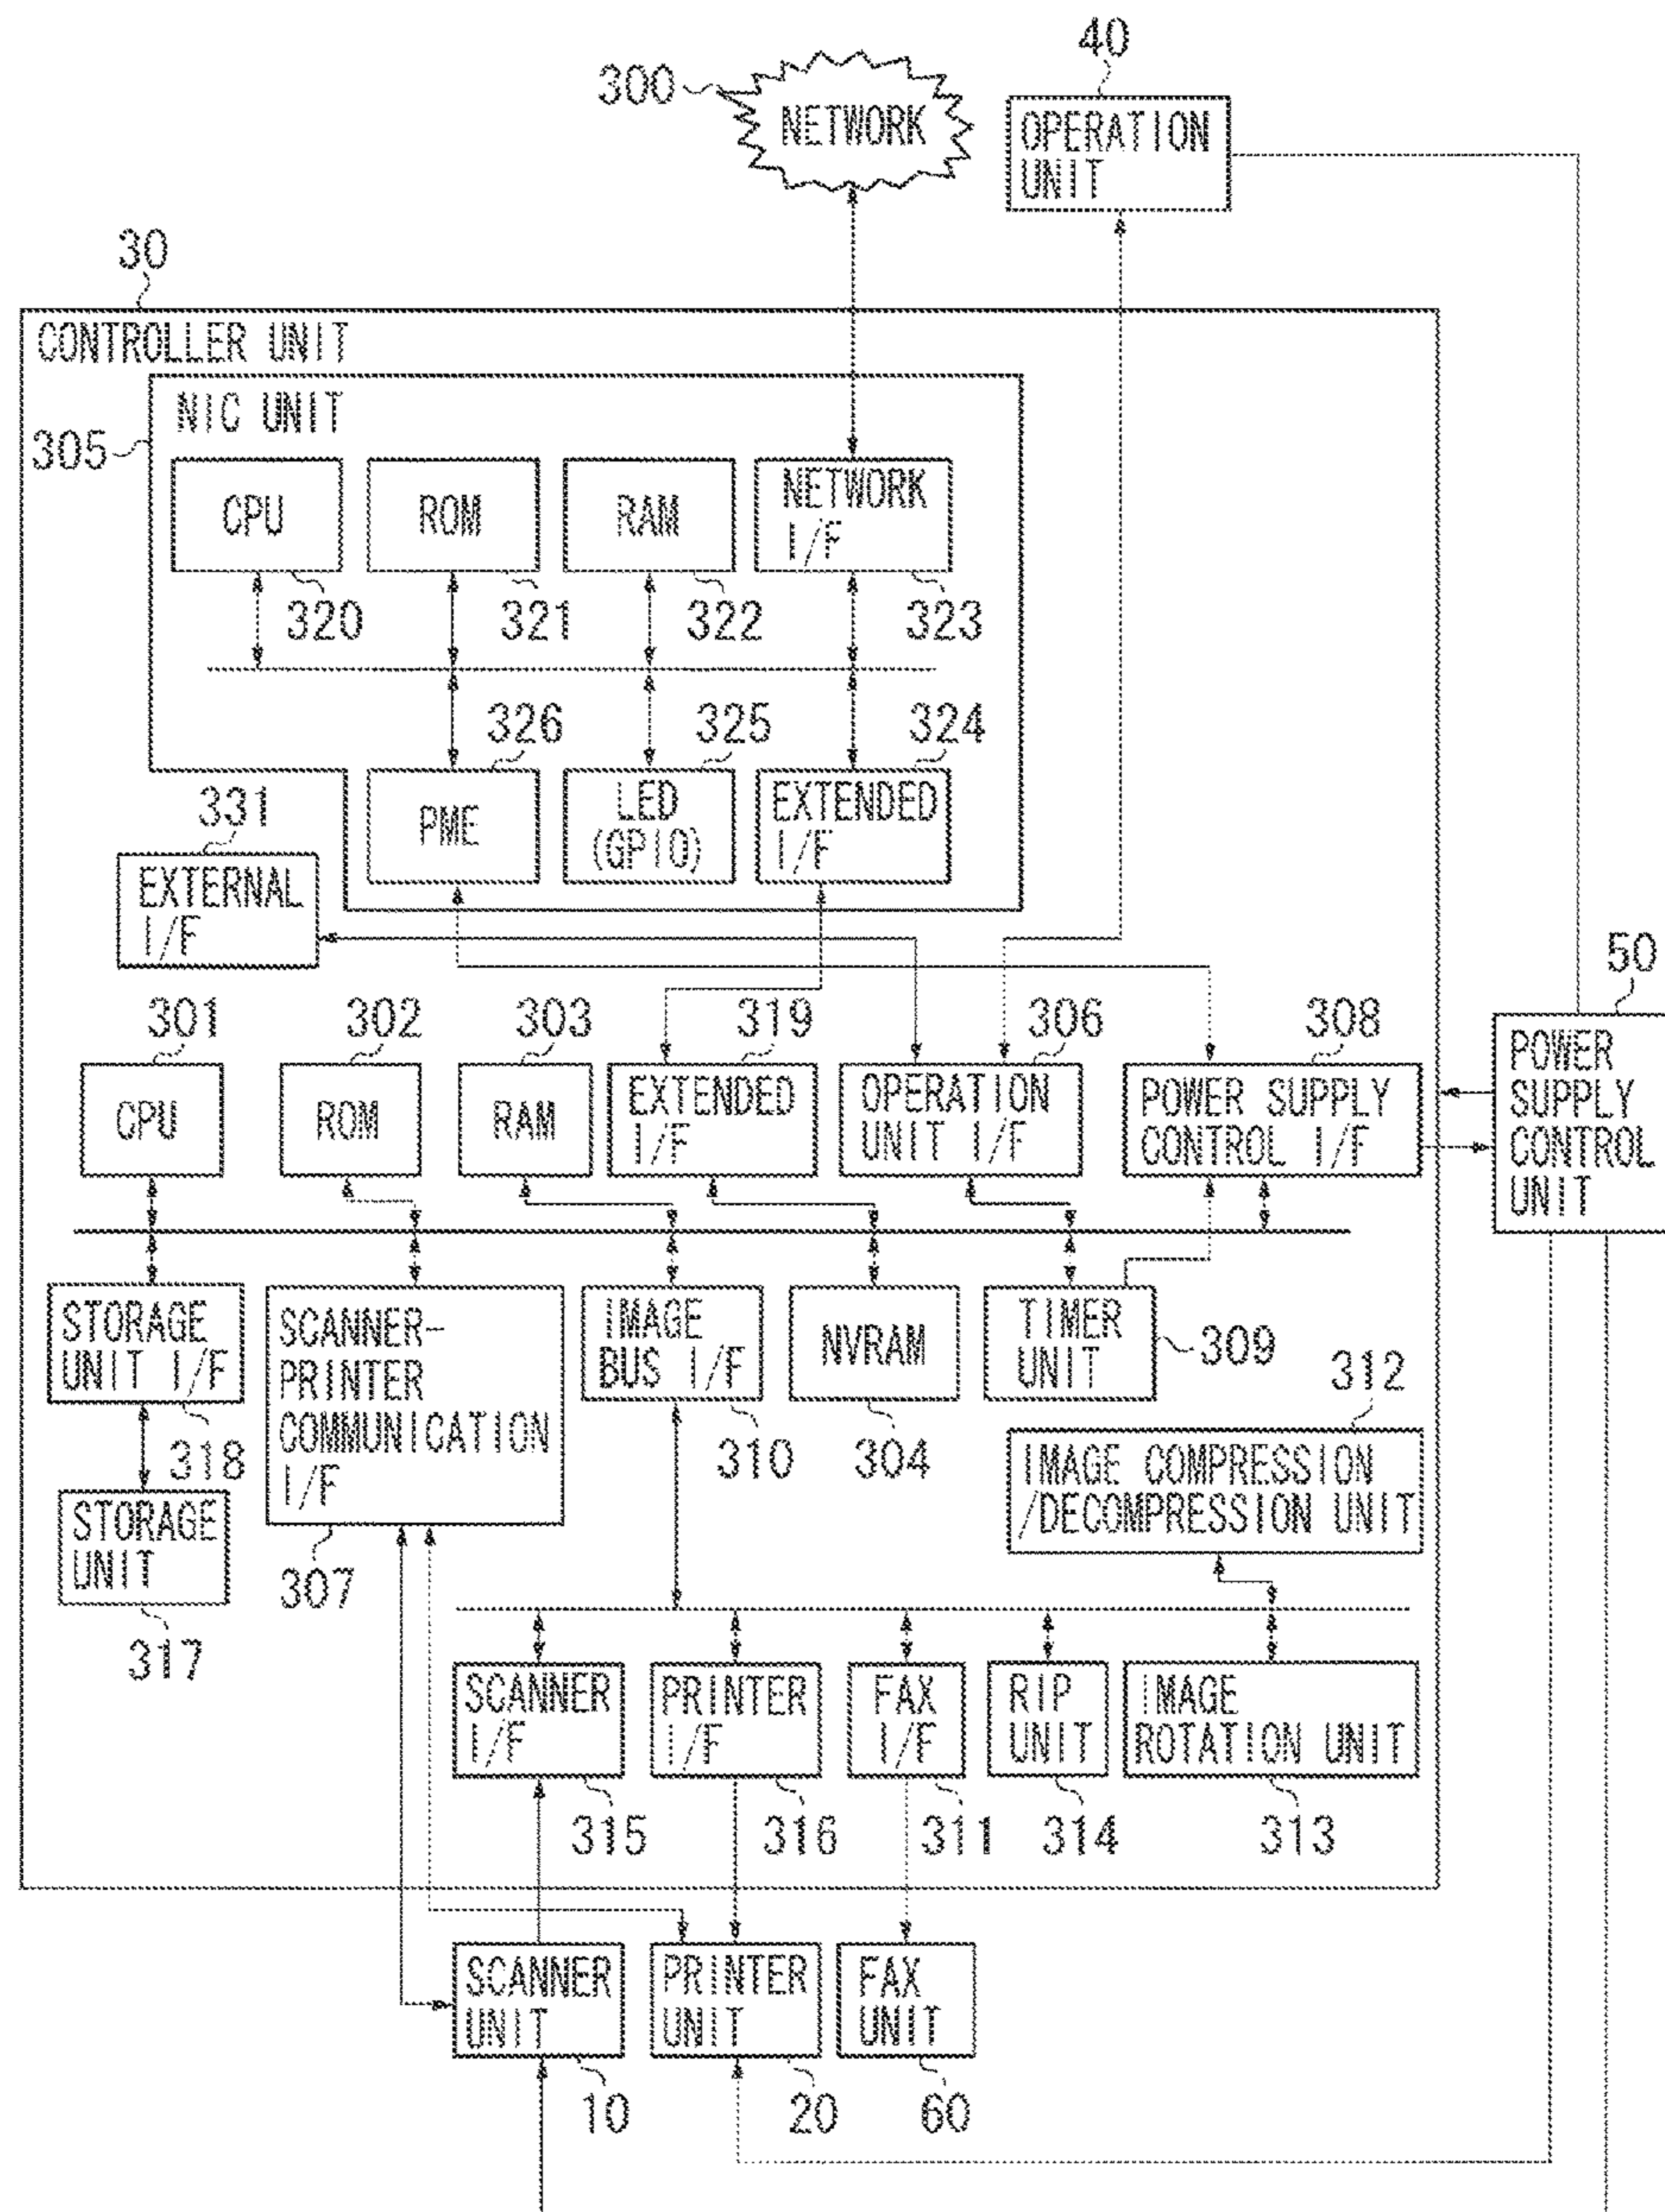 40
300
NETWORK
OPERATION
UNIT
30
CONTROLLER UNIT
NIC UNIT
305
CPU
ROM
RAM
NETWORK
I/F
320
321
322
323
326
325
324
PME
LED
(GPIO)
EXTENDED
I/F
331
EXTERNAL
I/F
50
POWER
SUPPLY
CONTROL
UNIT
301
302
303
319
306
308
CPU
ROM
RAM
EXTENDED
I/F
OPERATION
UNIT I/F
POWER SUPPLY
CONTROL I/F
STORAGE
UNIT I/F
318
SCANNER-
PRINTER
COMMUNICATION
I/F
307
IMAGE
BUS I/F
310
NVRAM
304
TIMER
UNIT
309
312
IMAGE COMPRESSION
/DECOMPRESSION UNIT
STORAGE
UNIT
317
SCANNER
I/F
PRINTER
I/F
FAX
I/F
RIP
UNIT
IMAGE
ROTATION UNIT
315
316
311
314
313
SCANNER
UNIT
PRINTER
UNIT
FAX
UNIT
10
20
60